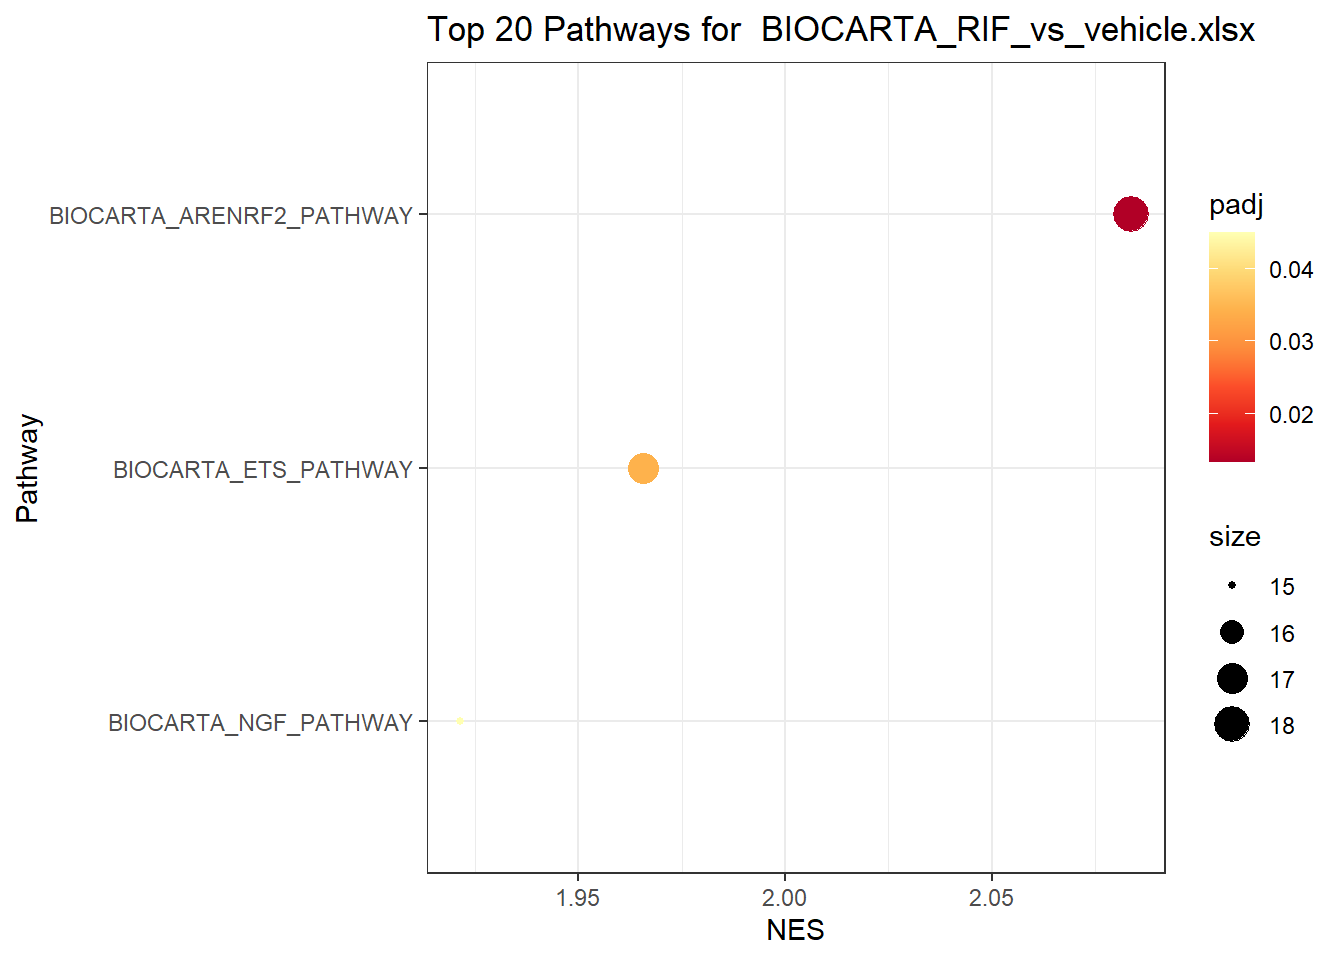 Top 20 Pathways for  BIOCARTA_RIF_vs_vehicle.xlsx
Pathway
BIOCARTA_ARENRF2_PATHWAY
BIOCARTA_ETS_PATHWAY
BIOCARTA_NGF_PATHWAY
1.95
2.00
2.05
NES
padj
0.04
0.03
0.02
size
15
16
17
18